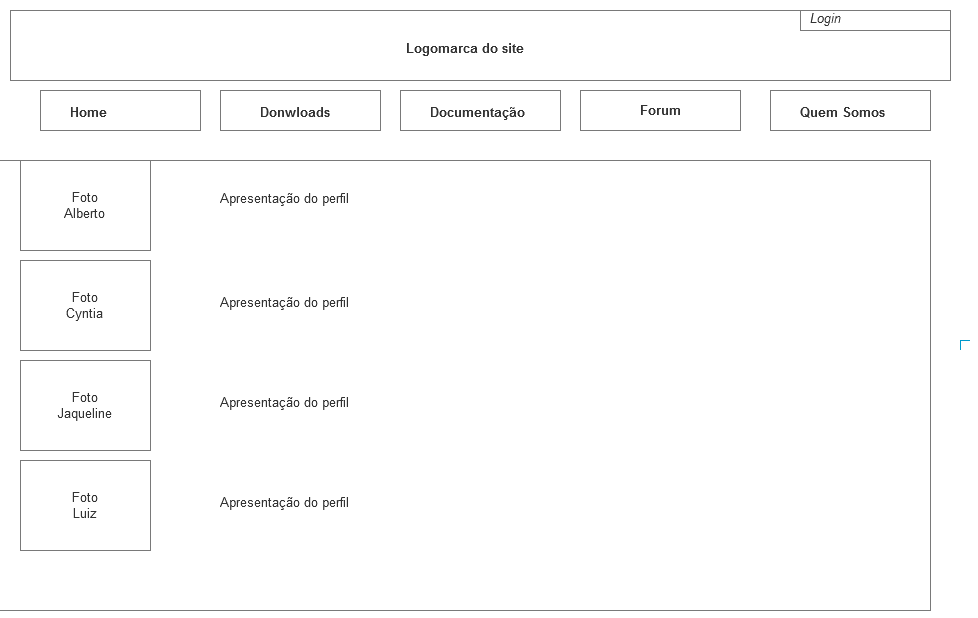 Login
Logomarca do site
Home
Donwloads
Documentação
Forum
Quem Somos
Foto
Alberto
Apresentação do perfil
Foto
Cyntia
Apresentação do perfil
Foto
Jaqueline
Apresentação do perfil
Foto
Luiz
Apresentação do perfil